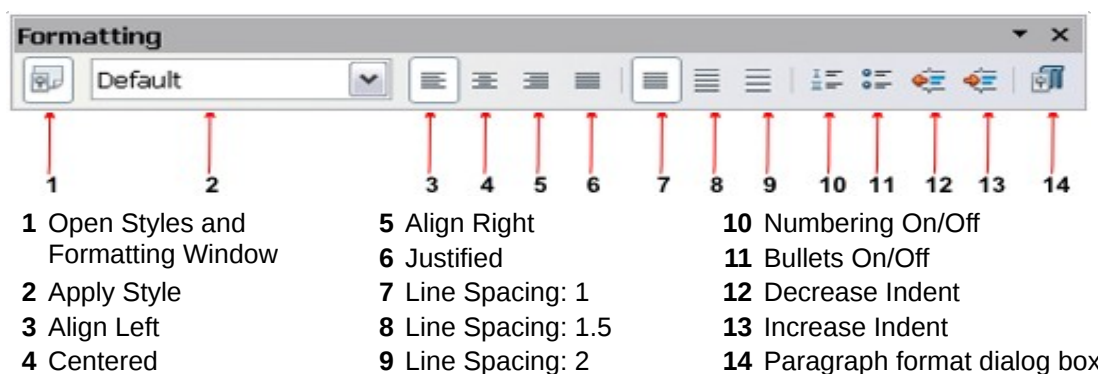 Formatting
Default
1 2 3 4 5 6 7 8 9 10 11 12 13 14
1 Open Styles and
Formatting Window
2 Apply Style
3 Align Left
4 Centered
5 Align Right
6 Justified
7 Line Spacing: 1
8 Line Spacing: 1.5
9 Line Spacing: 2
10 Numbering On/Off
11 Bullets On/Off
12 Decrease Indent
13 Increase Indent
14 Paragraph format dialog box